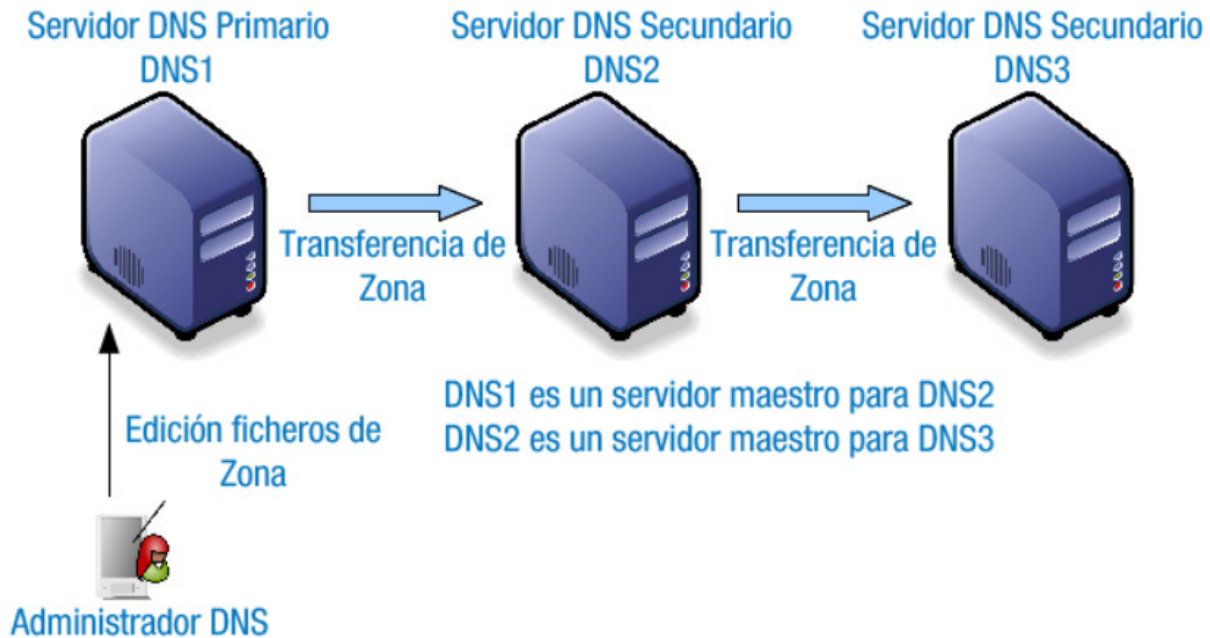 Servidor DNS Primario
DNS1
Servidor DNS Secundario
DNS2
Servidor DNS Secundario
DNS3
Transferencia de
Zona
Transferencia de
Zona
DNS1 es un servidor maestro para DNS2
DNS2 es un servidor maestro para DNS3
Edición ficheros de
Zona
Administrador DNS